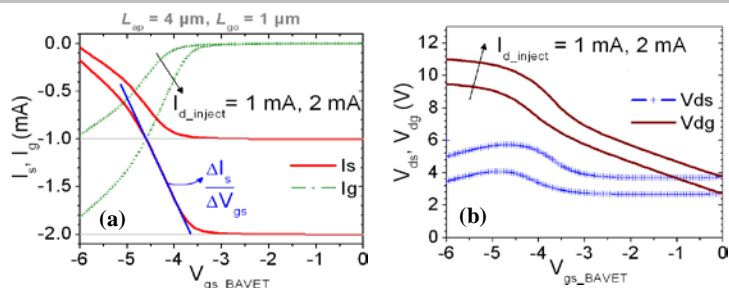 L_ap = 4 µm, L_go = 1 µm
I_s, I_g (mA)
0.0
-0.5
-1.0
-1.5
-2.0
I_d_inject = 1 mA, 2 mA
ΔI_s
ΔV_gs
Is
Ig
(a)
-6 -5 -4 -3 -2 -1 0
V_gs_BAVET
V_ds, V_dg (V)
12
10
8
6
4
2
0
I_d_inject = 1 mA, 2 mA
Vds
Vdg
(b)
-6 -5 -4 -3 -2 -1 0
V_gs_BAVET